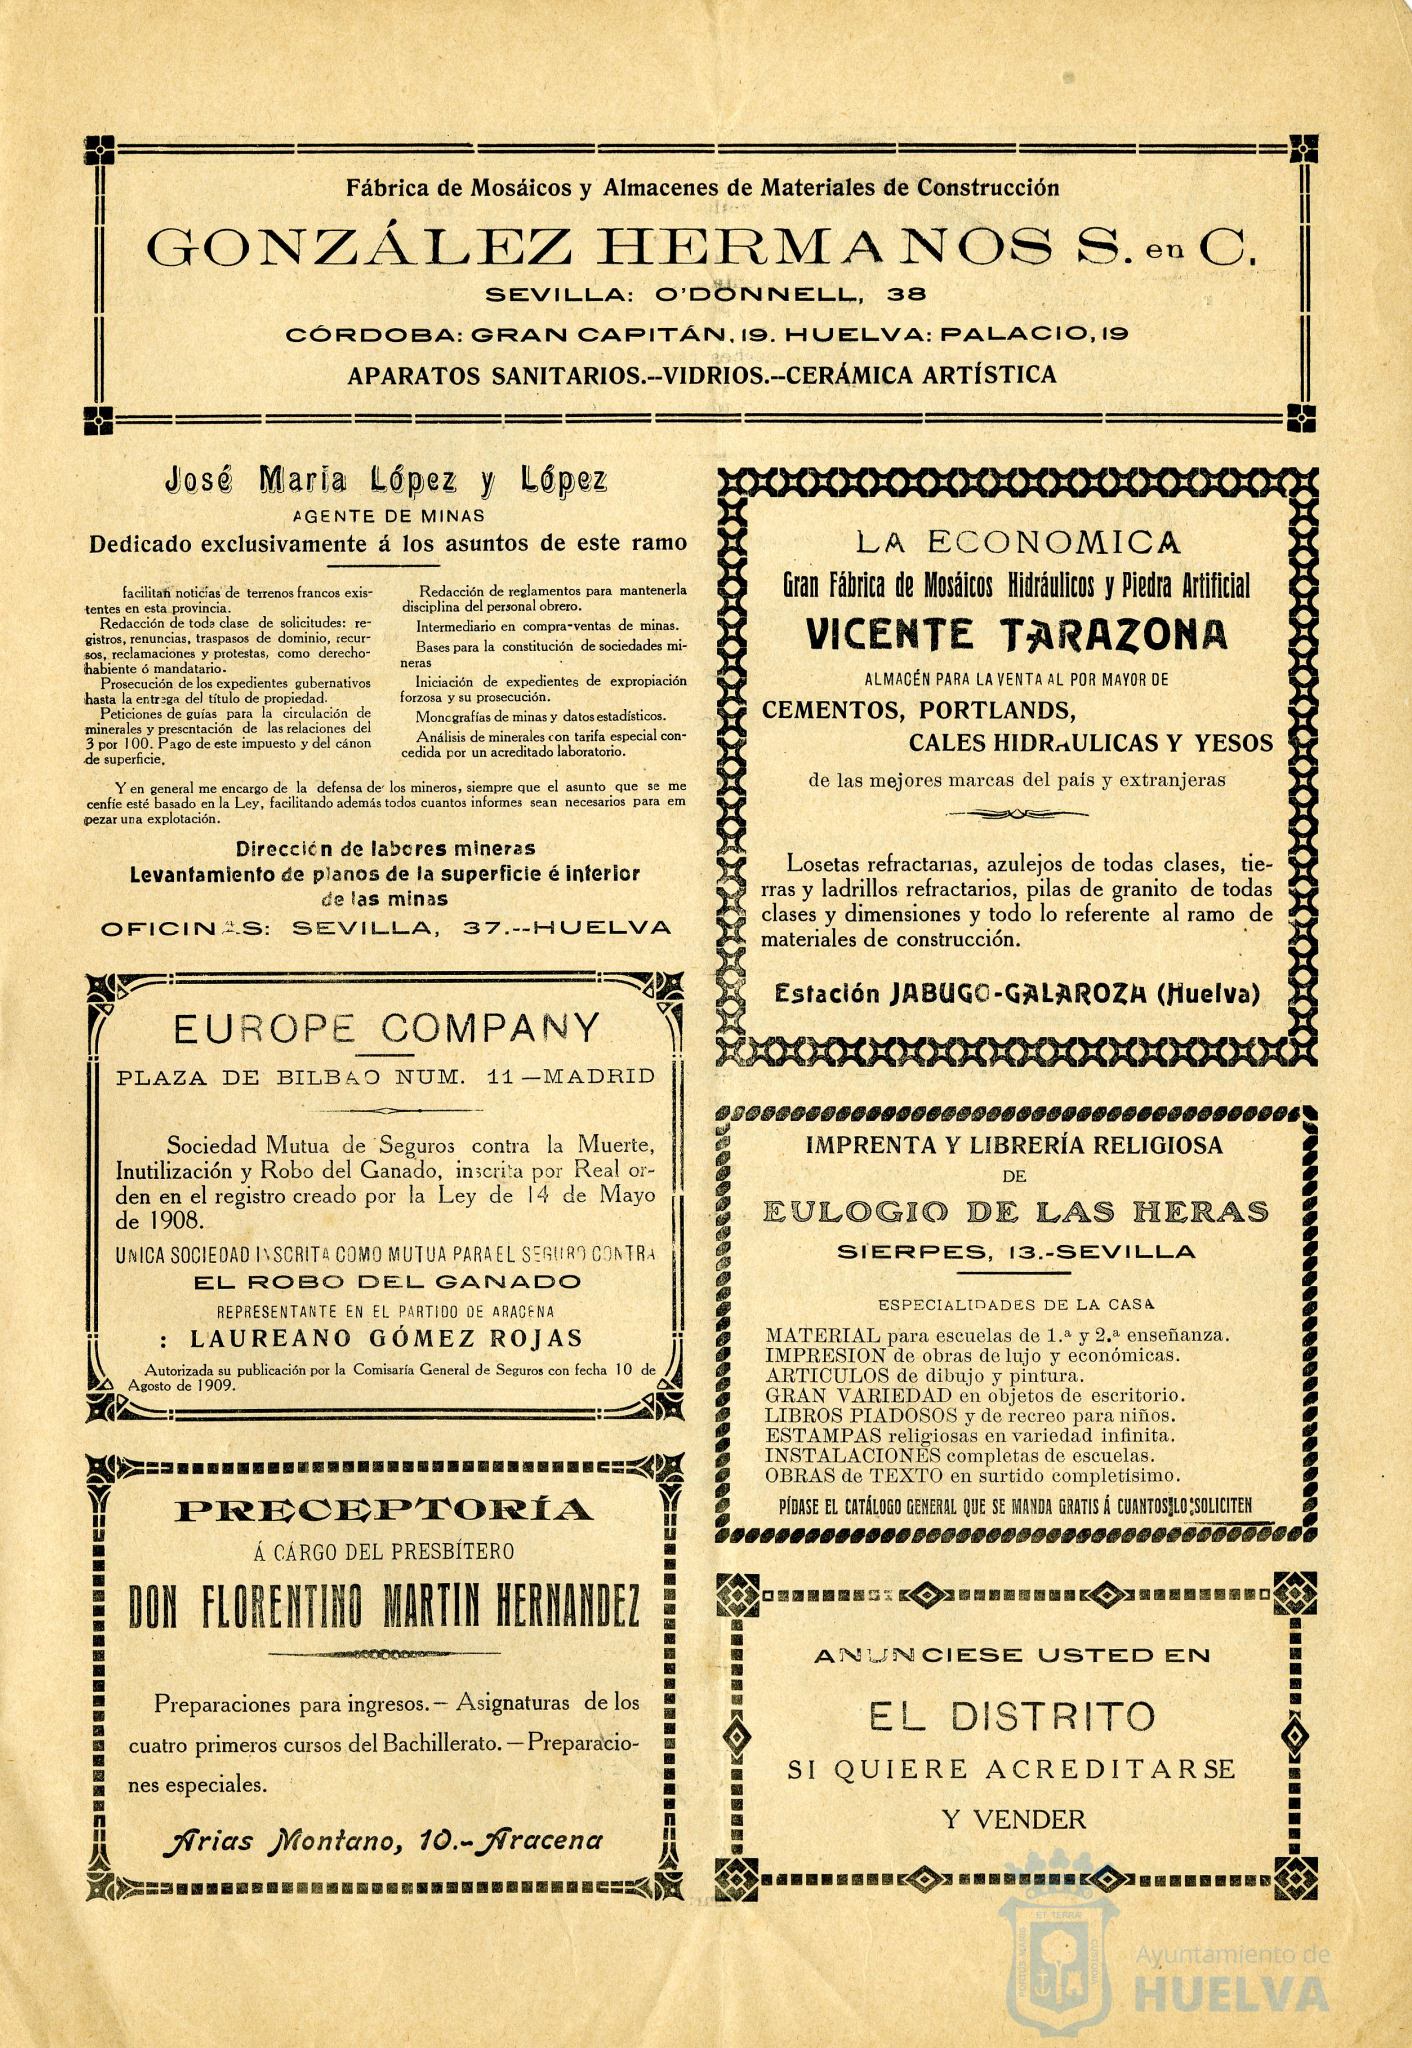 Fábrica de Mosáicos y Almacenes de Materiales de Construcción
GONZÁLEZ HERMANOS S. en C.
SEVILLA: O'DONNELL, 38
CÓRDOBA: GRAN CAPITÁN, 19. HUELVA: PALACIO, 19
APARATOS SANITARIOS.--VIDRIOS.--CERÁMICA ARTÍSTICA
José María López y López
AGENTE DE MINAS
Dedicado exclusivamente á los asuntos de este ramo
facilitan noticias de terrenos francos exis-
tentes en esta provincia.
Redacción de toda clase de solicitudes: re-
gistros, renuncias, traspasos de dominio, recur-
sos, reclamaciones y protestas, como derecho-
habiente ó mandatario.
Prosecución de los expedientes gubernativos
hasta la entrega del título de propiedad.
Peticiones de guías para la circulación de
minerales y presentación de las relaciones del
3 por 100. Pago de este impuesto y del cánon
de superficie.
Redacción de reglamentos para mantenerla
disciplina del personal obrero.
Intermediario en compra-ventas de minas.
Bases para la constitución de sociedades mi-
neras
Iniciación de expedientes de expropiación
forzosa y su prosecución.
Monografías de minas y datos estadísticos.
Análisis de minerales con tarifa especial con-
cedida por un acreditado laboratorio.
Y en general me encargo de la defensa de los mineros, siempre que el asunto que se me
cenfie esté basado en la Ley, facilitando además todos cuantos informes sean necesarios para em
pezar una explotación.
Dirección de labores mineras
Levantamiento de planos de la superficie é interior
de las minas
OFICINAS: SEVILLA, 37.--HUELVA
EUROPE COMPANY
PLAZA DE BILBAO NUM. 11—MADRID
Sociedad Mutua de Seguros contra la Muerte,
Inutilización y Robo del Ganado, inscrita por Real or-
den en el registro creado por la Ley de 14 de Mayo
de 1908.
UNICA SOCIEDAD INSCRITA COMO MUTUA PARA EL SEGURO CONTRA
EL ROBO DEL GANADO
REPRESENTANTE EN EL PARTIDO DE ARACENA
: LAUREANO GÓMEZ ROJAS
Autorizada su publicación por la Comisaría General de Seguros con fecha 10 de
Agosto de 1909.
PRECEPTORÍA
Á CARGO DEL PRESBÍTERO
DON FLORENTINO MARTIN HERNANDEZ
Preparaciones para ingresos.— Asignaturas de los
cuatro primeros cursos del Bachillerato.—Preparacio-
nes especiales.
Arias Montano, 10.-Aracena
LA ECONOMICA
Gran Fábrica de Mosáicos Hidráulicos y Piedra Artificial
VICENTE TARAZONA
ALMACÉN PARA LA VENTA AL POR MAYOR DE
CEMENTOS, PORTLANDS,
CALES HIDRAULICAS Y YESOS
de las mejores marcas del país y extranjeras
Losetas refractarias, azulejos de todas clases, tie-
rras y ladrillos refractarios, pilas de granito de todas
clases y dimensiones y todo lo referente al ramo de
materiales de construcción.
Estación JABUGO-GALAROZA (Huelva)
IMPRENTA Y LIBRERÍA RELIGIOSA
DE
EULOGIO DE LAS HERAS
SIERPES, 13.-SEVILLA
ESPECIALIDADES DE LA CASA
MATERIAL para escuelas de 1.ª y 2.ª enseñanza.
IMPRESION de obras de lujo y económicas.
ARTICULOS de dibujo y pintura.
GRAN VARIEDAD en objetos de escritorio.
LIBROS PIADOSOS y de recreo para niños.
ESTAMPAS religiosas en variedad infinita.
INSTALACIONES completas de escuelas.
OBRAS de TEXTO en surtido completísimo.
PÍDASE EL CATÁLOGO GENERAL QUE SE MANDA GRATIS Á CUANTOS LO SOLICITEN
ANUNCIESE USTED EN
EL DISTRITO
SI QUIERE ACREDITARSE
Y VENDER
ET TERRA
PORTUS MARIS
CUSTODIA
Ayuntamiento de
HUELVA